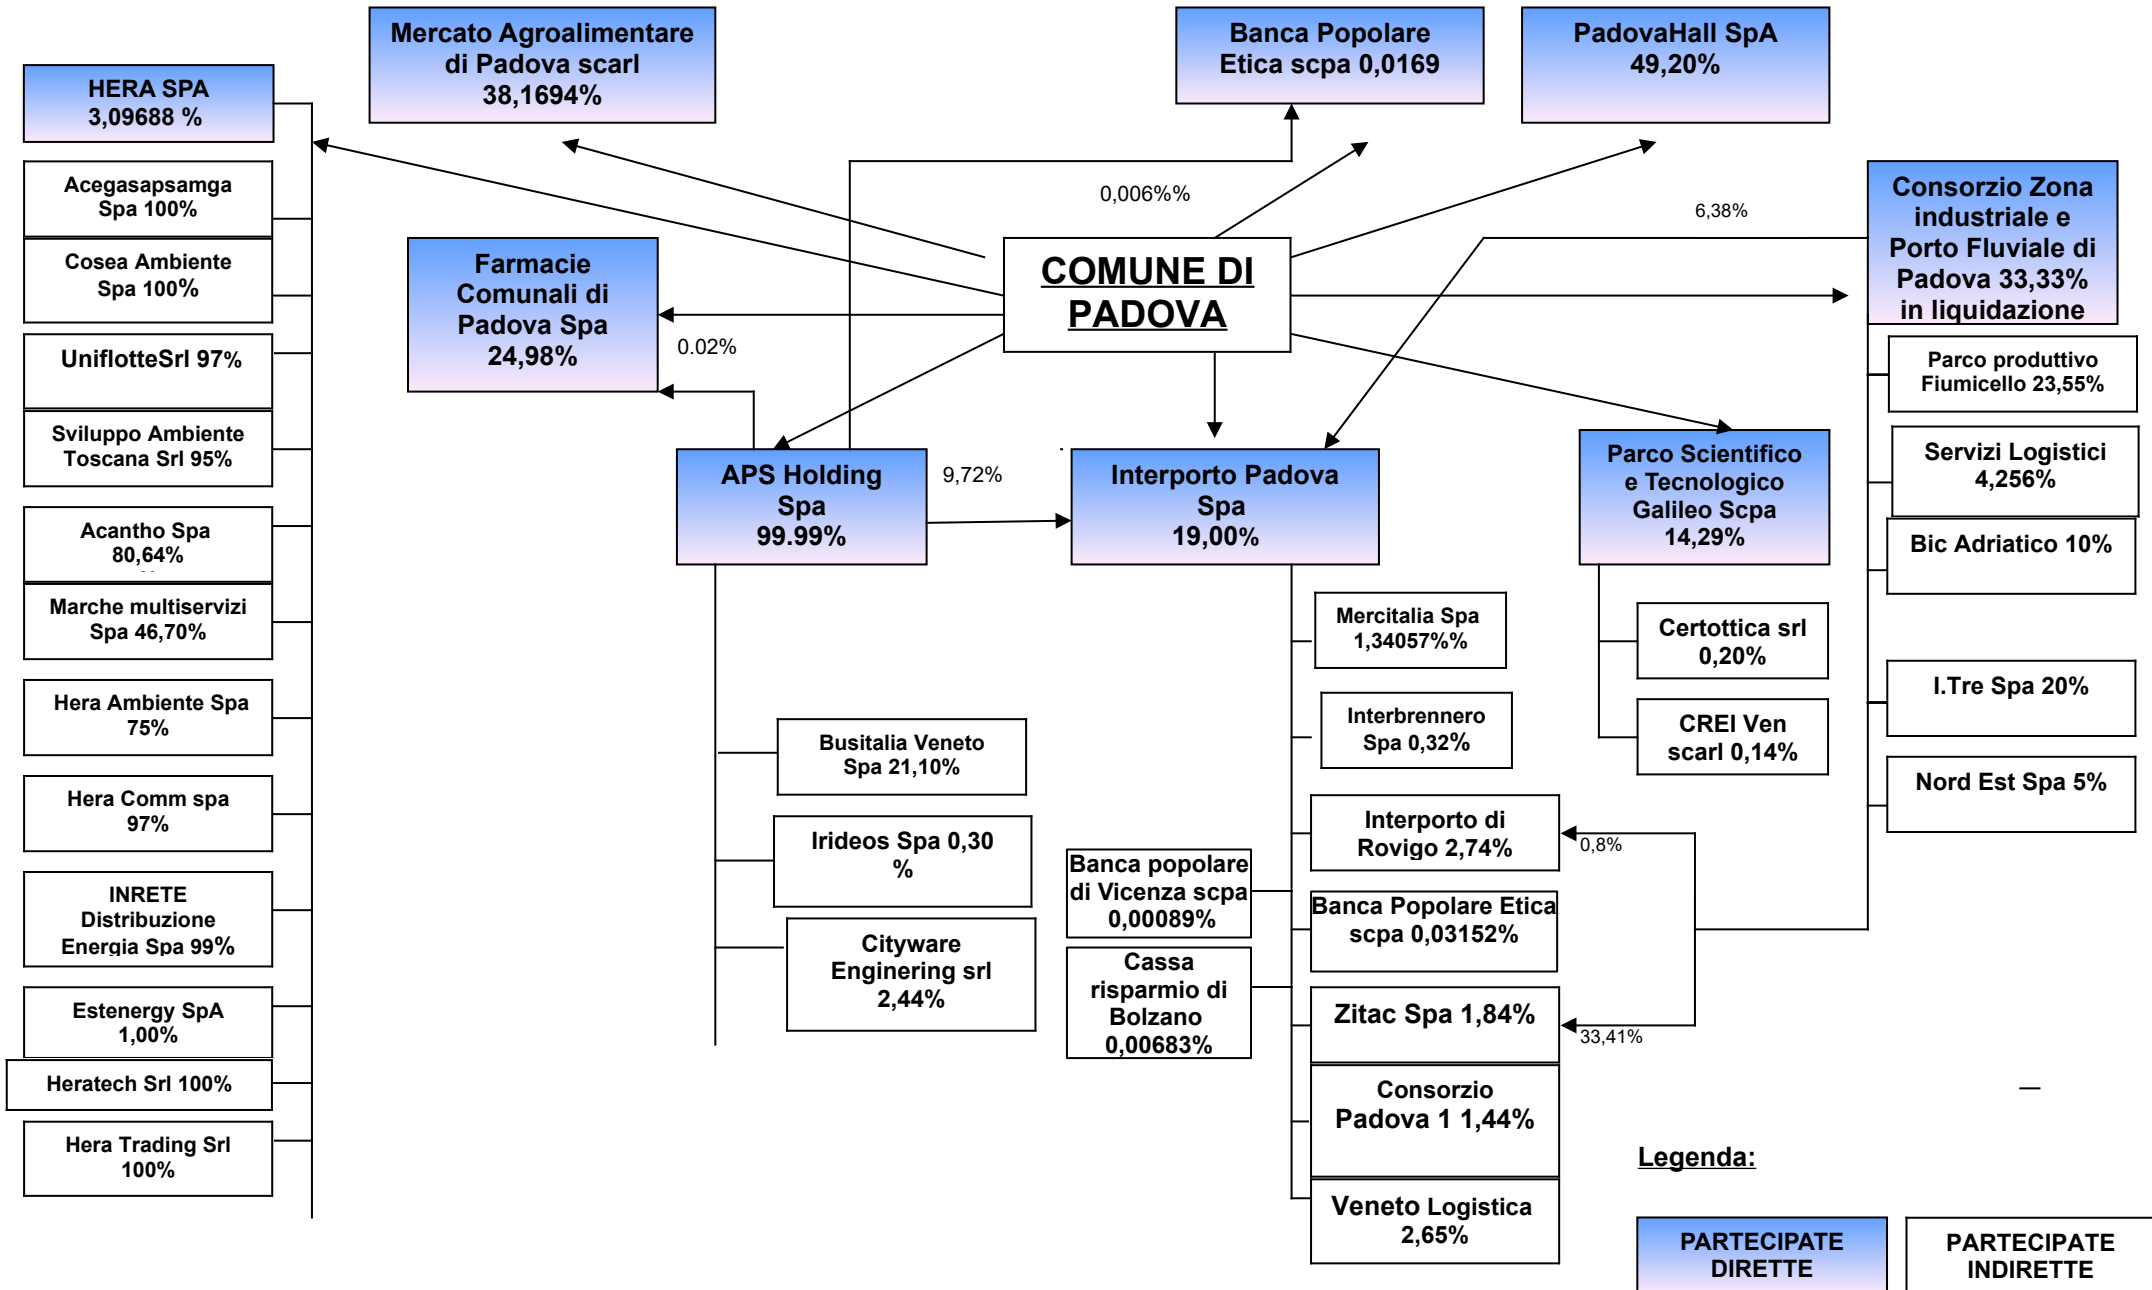 Mercato Agroalimentare
di Padova scarl
38,1694%
Banca Popolare
Etica scpa 0,0169
PadovaHall SpA
49,20%
HERA SPA
3,09688 %
Acegasapsamga
Spa 100%
Cosea Ambiente
Spa 100%
UniflotteSrl 97%
Sviluppo Ambiente
Toscana Srl 95%
Acantho Spa
80,64%
Marche multiservizi
Spa 46,70%
Hera Ambiente Spa
75%
Hera Comm spa
97%
INRETE
Distribuzione
Energia Spa 99%
Estenergy SpA
1,00%
Heratech Srl 100%
Hera Trading Srl
100%
Farmacie
Comunali di
Padova Spa
24,98%
0.02%
0,006%%
COMUNE DI
PADOVA
6,38%
Consorzio Zona
industriale e
Porto Fluviale di
Padova 33,33%
in liquidazione
Parco produttivo
Fiumicello 23,55%
Servizi Logistici
4,256%
Bic Adriatico 10%
I.Tre Spa 20%
Nord Est Spa 5%
APS Holding
Spa
99.99%
9,72%
Interporto Padova
Spa
19,00%
Parco Scientifico
e Tecnologico
Galileo Scpa
14,29%
Certottica srl
0,20%
CREI Ven
scarl 0,14%
Busitalia Veneto
Spa 21,10%
Irideos Spa 0,30
%
Cityware
Enginering srl
2,44%
Mercitalia Spa
1,34057%%
Interbrennero
Spa 0,32%
Interporto di
Rovigo 2,74%
0,8%
Banca popolare
di Vicenza scpa
0,00089%
Banca Popolare Etica
scpa 0,03152%
Cassa
risparmio di
Bolzano
0,00683%
Zitac Spa 1,84%
33,41%
Consorzio
Padova 1 1,44%
Veneto Logistica
2,65%
Legenda:
PARTECIPATE
DIRETTE
PARTECIPATE
INDIRETTE